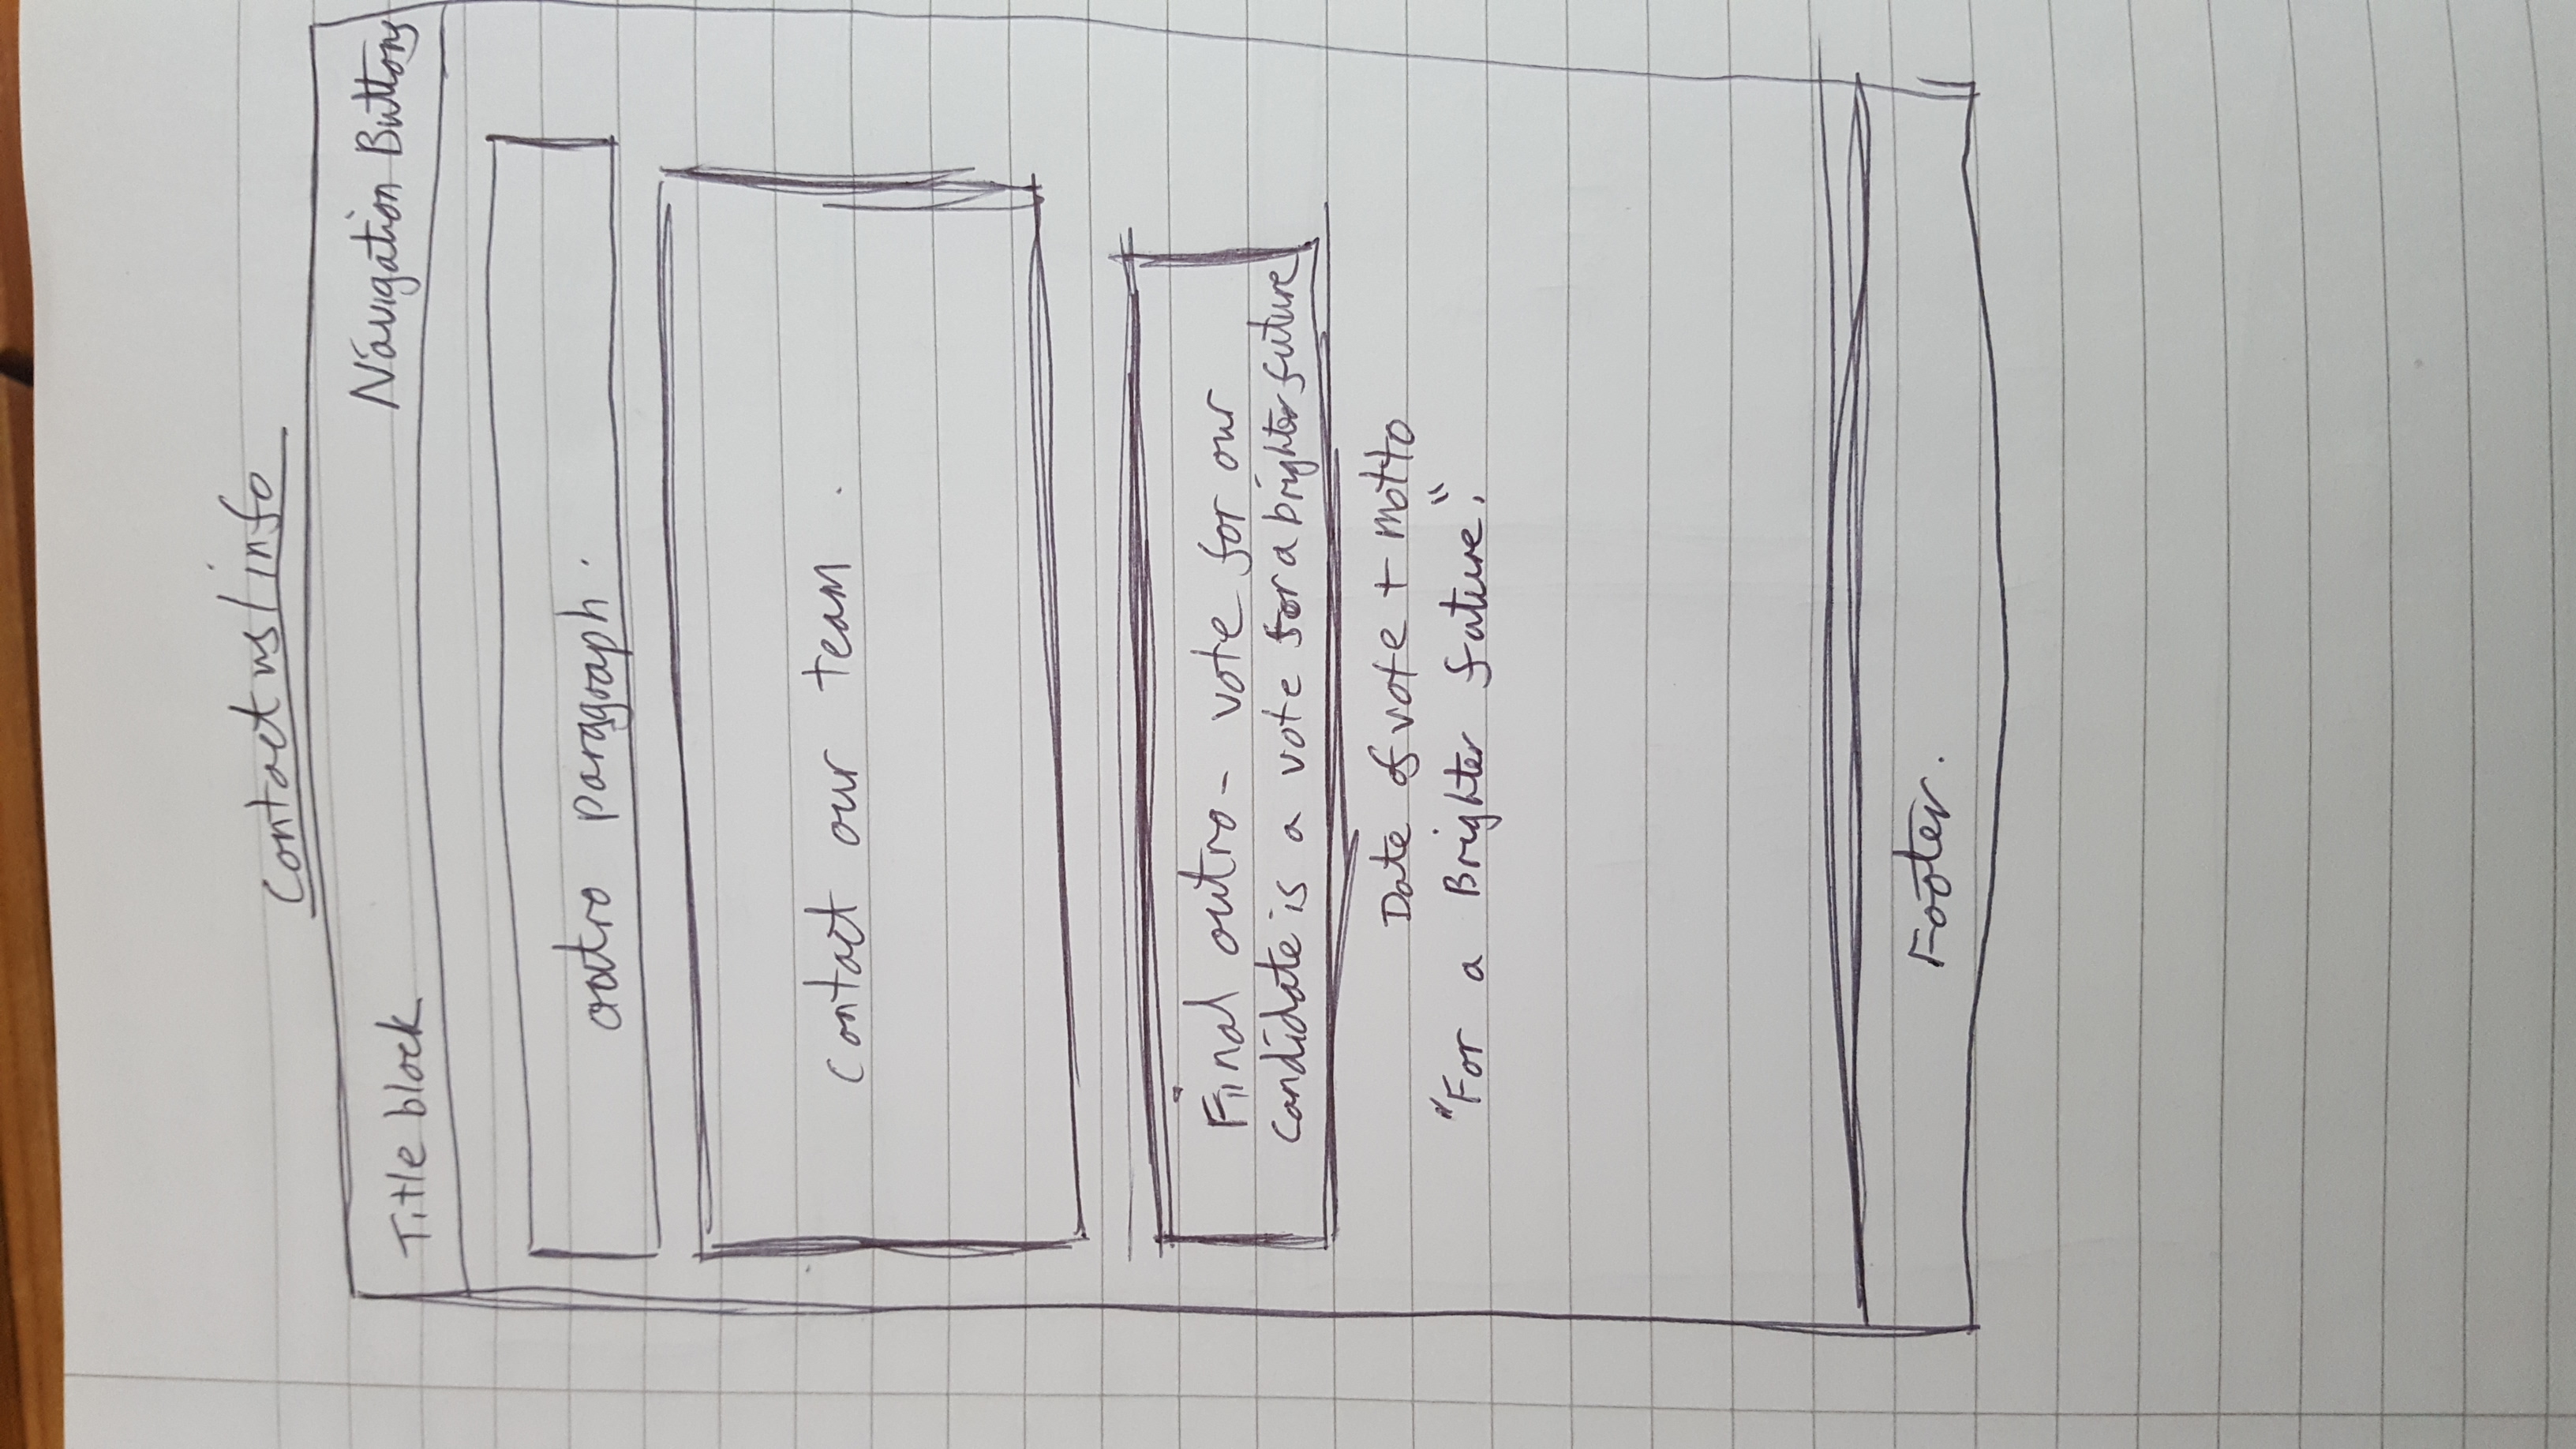 Contact us/info
Title block
Navigation Buttons
outro paragraph.
Contact our team.
Final outro - vote for our
candidate is a vote for a brighter future
Date of vote + motto
"For a Brighter future."
Footer.